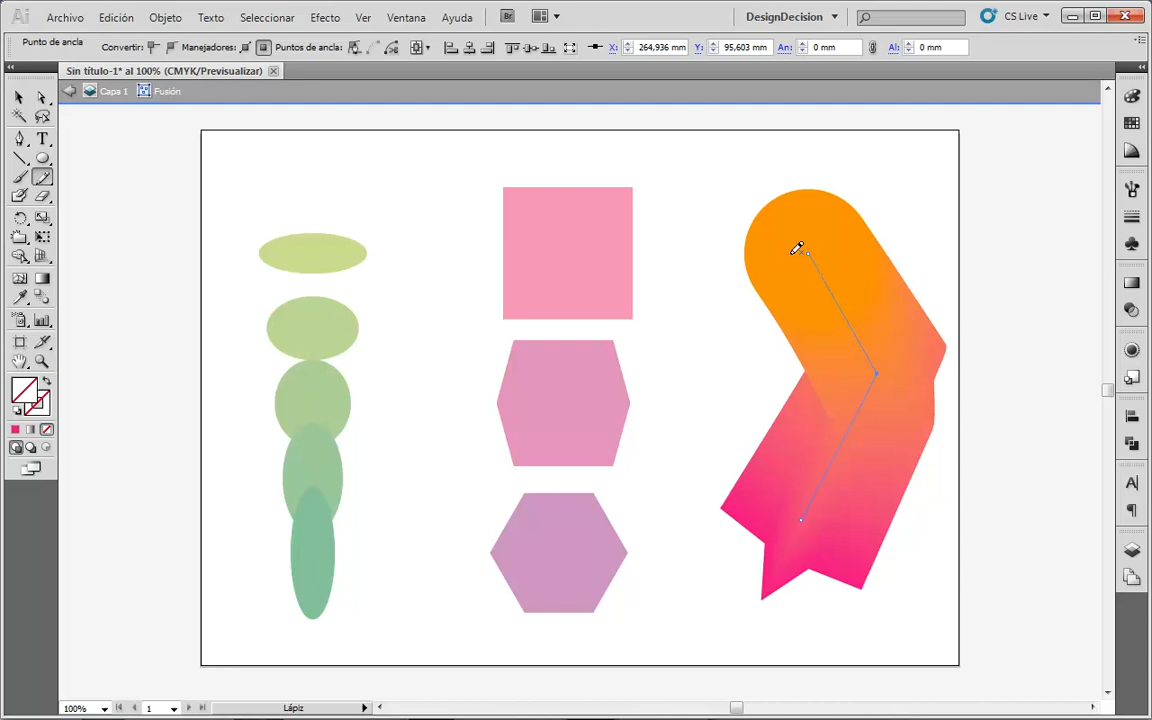 Ai Archivo Edición Objeto Texto Seleccionar Efecto Ver Ventana Ayuda Br DesignDecision CS Live
Punto de ancla Convertir: Manejadores: Puntos de ancla: X: 264,936 mm Y: 95,603 mm An: 0 mm Al: 0 mm
Sin título-1* al 100% (CMYK/Previsualizar)
Capa 1 Fusión
100% 1 Lápiz